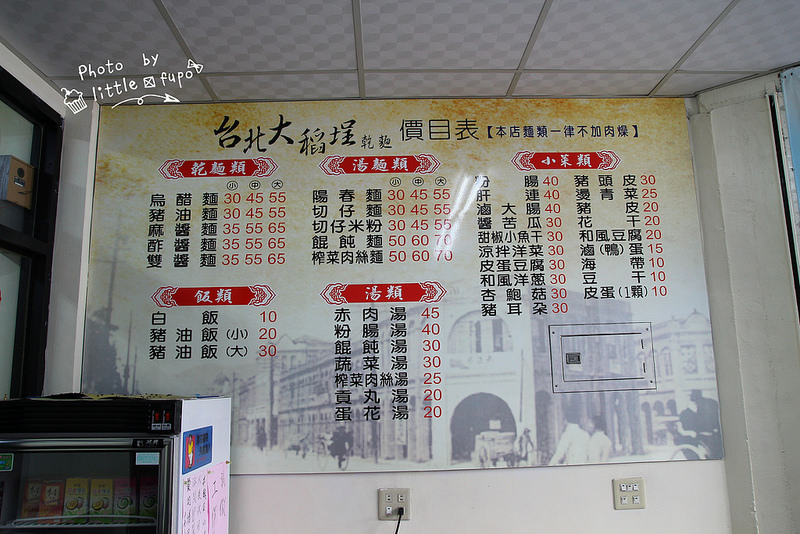 Photo by
little fupo
台北大稻埕乾麵 價目表【本店麵類一律不加肉燥】
乾麵類
小 中 大
烏醋麵 30 45 55
豬油麵 30 45 55
麻醬麵 35 55 65
酢醬麵 35 55 65
雙醬麵 35 55 65
湯麵類
小 中 大
陽春麵 30 45 55
切仔麵 30 45 55
切仔米粉 30 45 55
餛飩麵 50 60 70
榨菜肉絲麵 50 60 70
小菜類
粉腸 40
肝連 40
滷大腸 40
醬苦瓜 30
甜椒小魚干 30
涼拌洋菜 30
皮蛋豆腐 30
和風洋蔥 30
杏鮑菇 30
豬耳朵 30
豬頭皮 30
燙青菜 25
豬皮 20
花干 20
和風豆腐 20
滷(鴨)蛋 15
海帶 10
豆干 10
皮蛋(1顆) 10
飯類
白飯 10
豬油飯(小) 20
豬油飯(大) 30
湯類
赤肉湯 45
粉腸湯 40
餛飩湯 30
蔬菜湯 30
榨菜肉絲湯 25
貢丸湯 20
蛋花湯 20